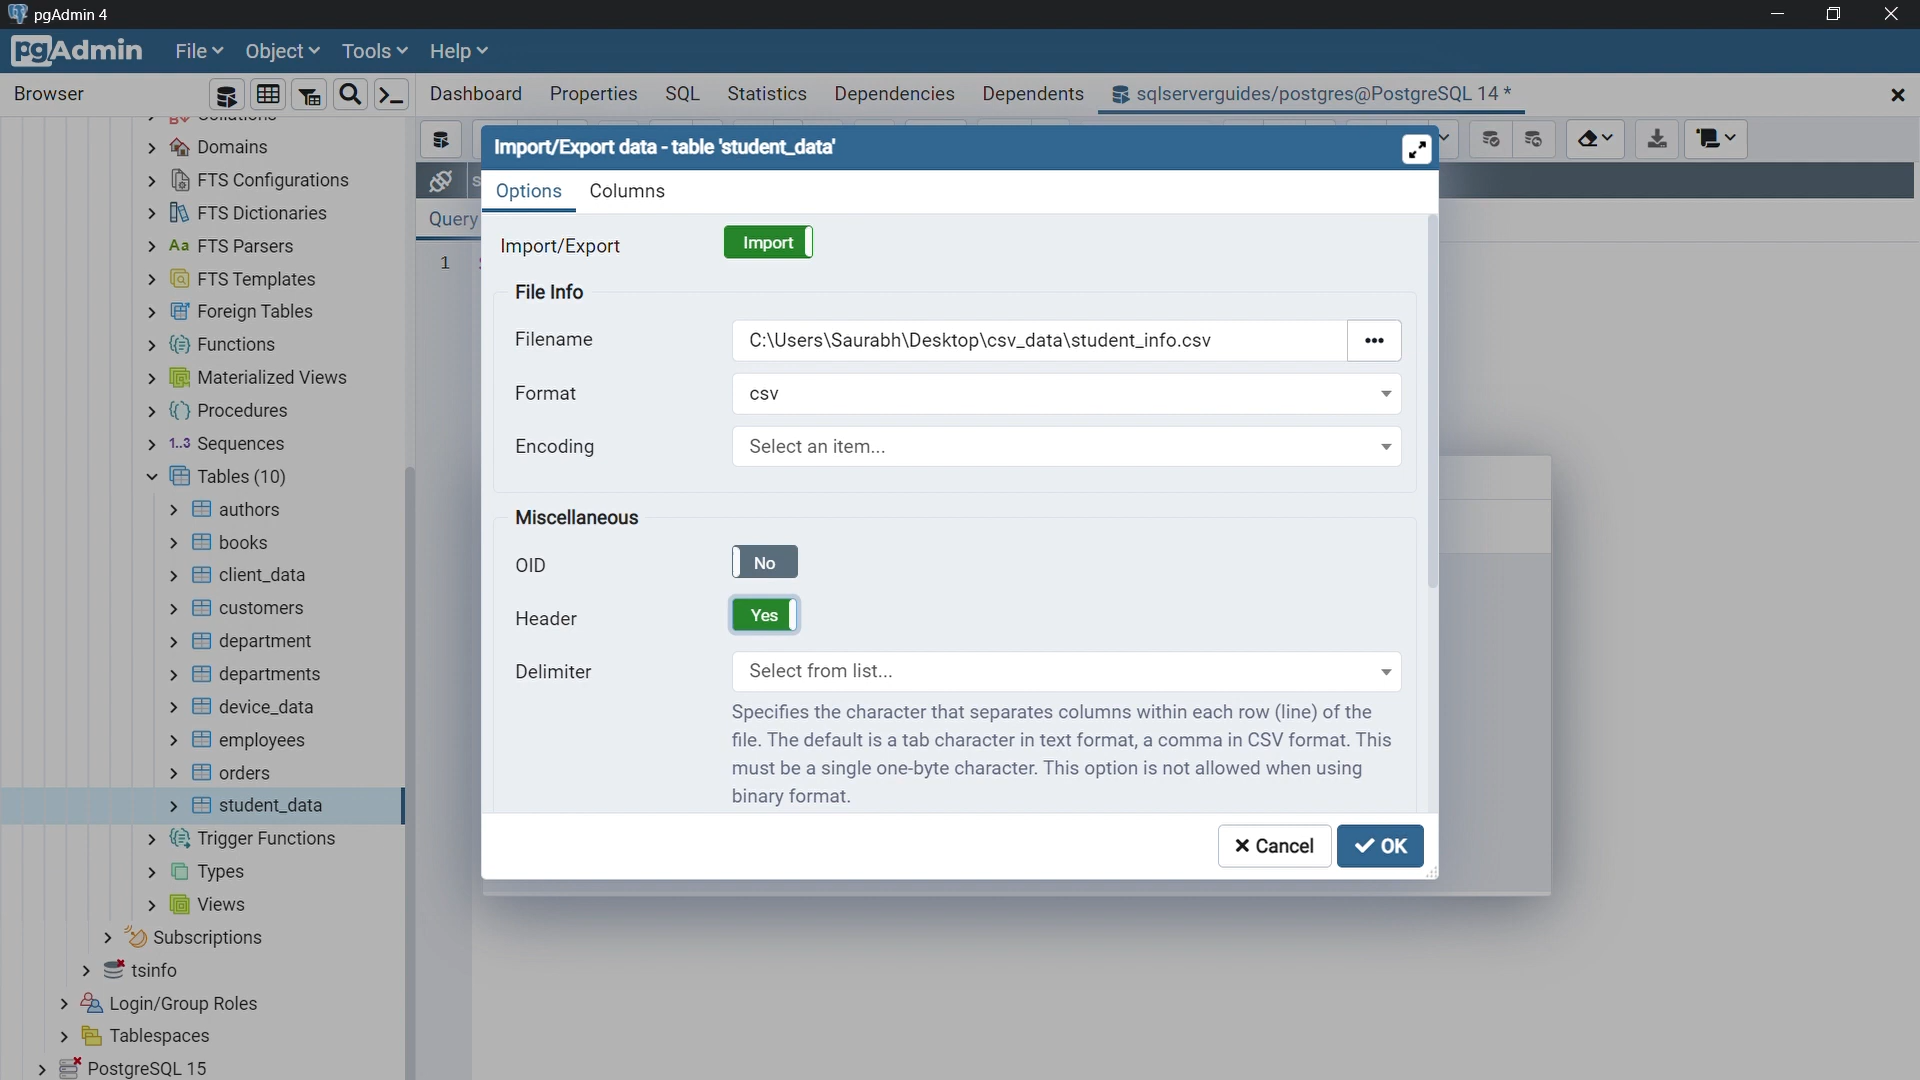 pgAdmin 4
pgAdmin File Object Tools Help
Browser
Dashboard Properties SQL Statistics Dependencies Dependents sqlserverguides/postgres@PostgreSQL 14 *
Domains
FTS Configurations
FTS Dictionaries
Aa FTS Parsers
FTS Templates
Foreign Tables
Functions
Materialized Views
Procedures
1..3 Sequences
Tables (10)
authors
books
client_data
customers
department
departments
device_data
employees
orders
student_data
Trigger Functions
Types
Views
Subscriptions
tsinfo
Login/Group Roles
Tablespaces
PostgreSQL 15
Query
1
Import/Export data - table 'student_data'
Options Columns
Import/Export Import
File Info
Filename C:\Users\Saurabh\Desktop\csv_data\student_info.csv
Format csv
Encoding Select an item...
Miscellaneous
OID No
Header Yes
Delimiter Select from list...
Specifies the character that separates columns within each row (line) of the
file. The default is a tab character in text format, a comma in CSV format. This
must be a single one-byte character. This option is not allowed when using
binary format.
Cancel OK